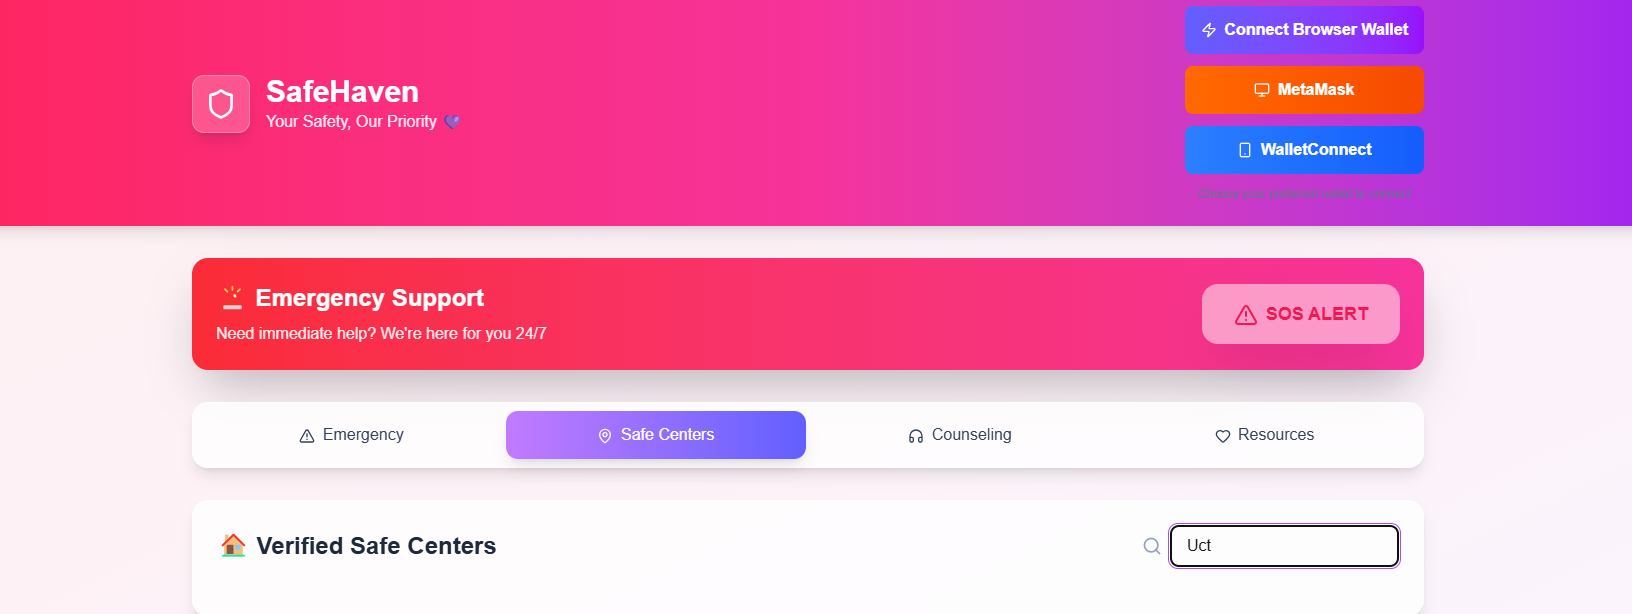 Connect Browser Wallet
SafeHaven
Your Safety, Our Priority 💜
MetaMask
WalletConnect
Choose your preferred wallet to connect
Emergency Support
Need immediate help? We're here for you 24/7
SOS ALERT
Emergency
Safe Centers
Counseling
Resources
Verified Safe Centers
Uct